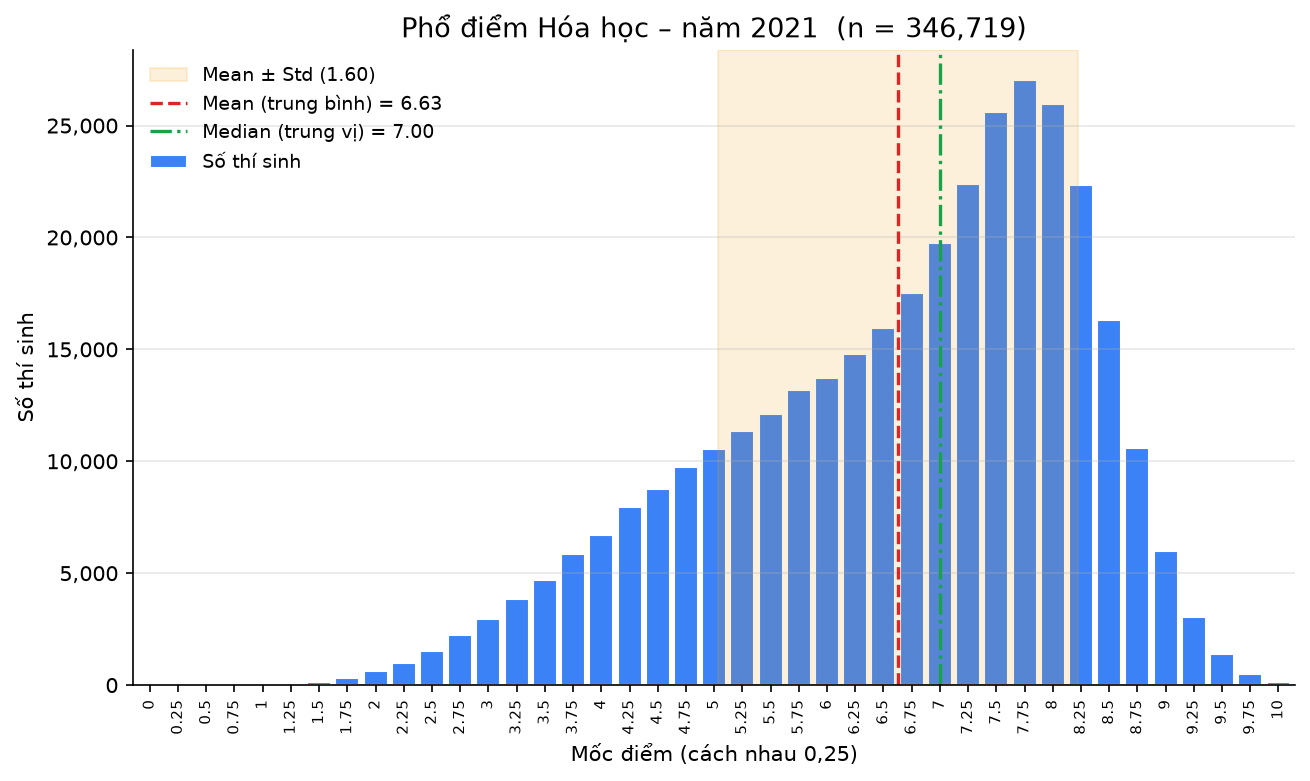 Phổ điểm Hóa học – năm 2021 (n = 346,719)
Mean ± Std (1.60)
Mean (trung bình) = 6.63
Median (trung vị) = 7.00
Số thí sinh
Số thí sinh
25,000
20,000
15,000
10,000
5,000
0
0 0.25 0.5 0.75 1 1.25 1.5 1.75 2 2.25 2.5 2.75 3 3.25 3.5 3.75 4 4.25 4.5 4.75 5 5.25 5.5 5.75 6 6.25 6.5 6.75 7 7.25 7.5 7.75 8 8.25 8.5 8.75 9 9.25 9.5 9.75 10
Mốc điểm (cách nhau 0,25)